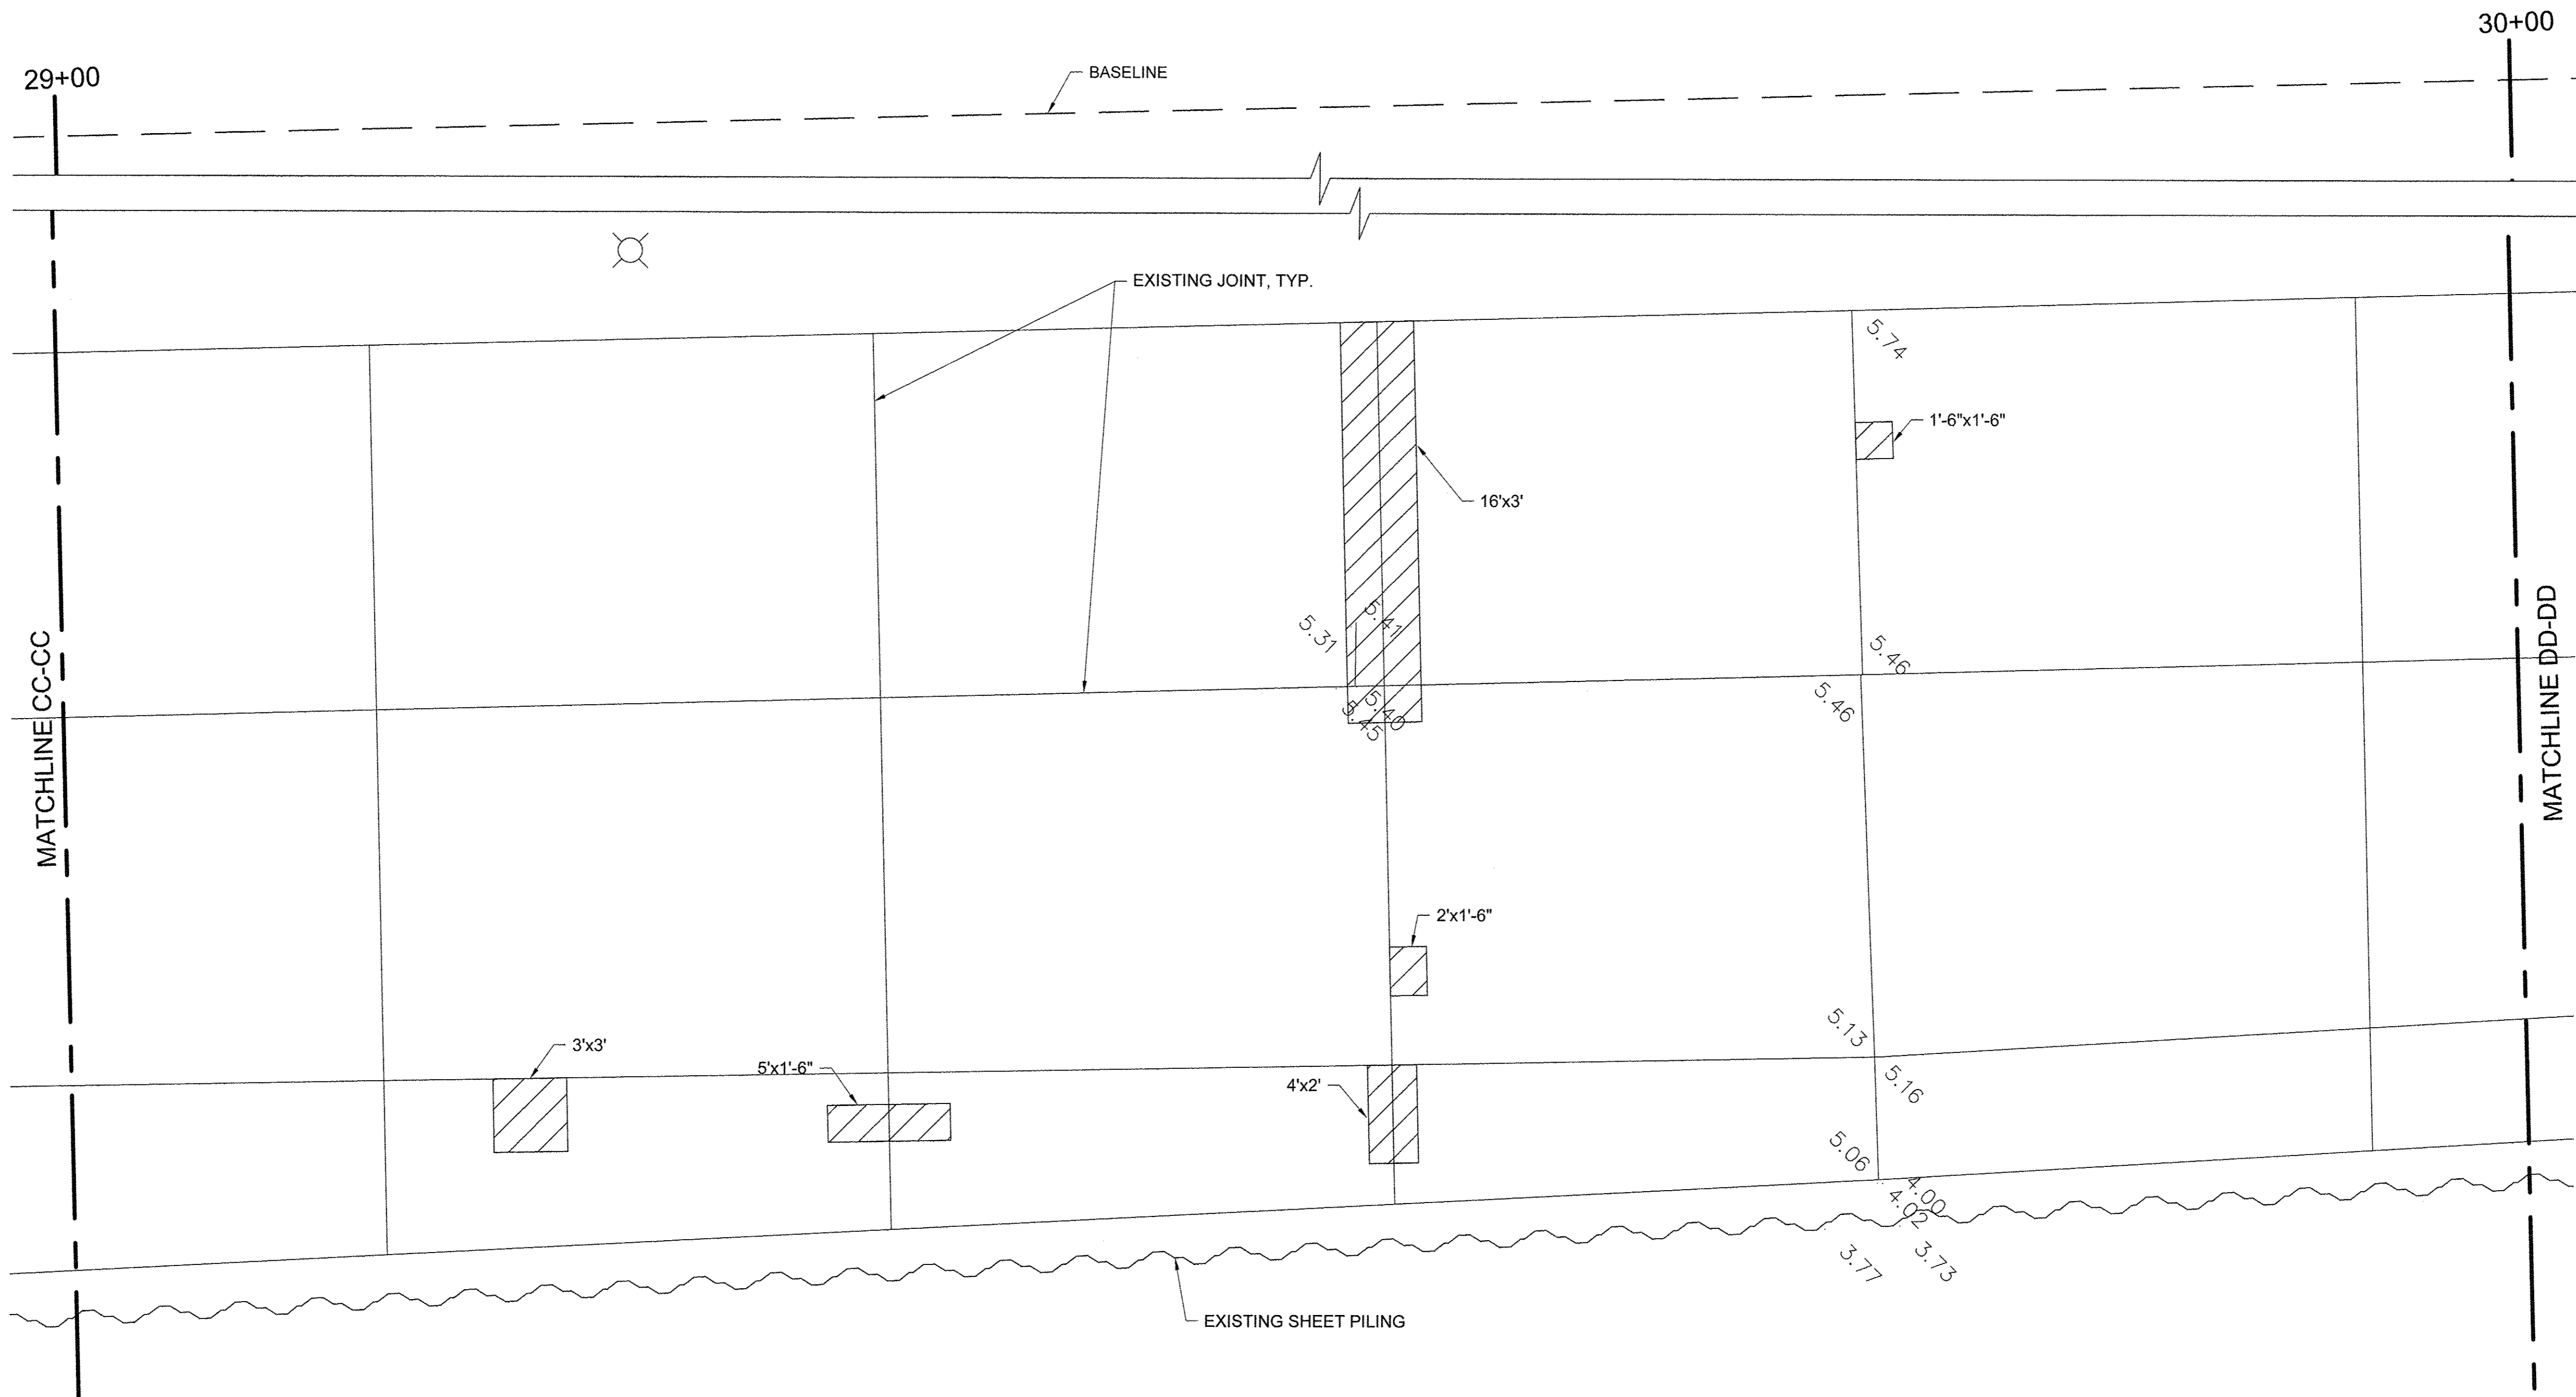 30+00
29+00
BASELINE
EXISTING JOINT, TYP.
5.74
1'-6"x1'-6"
16'x3'
5.31
5.41
5.46
5.46
5.40
5.45
MATCHLINE CC-CC
MATCHLINE DD-DD
2'x1'-6"
5.13
3'x3'
5'x1'-6"
4'x2'
5.16
5.06
4.00
4.02
3.77
3.73
EXISTING SHEET PILING